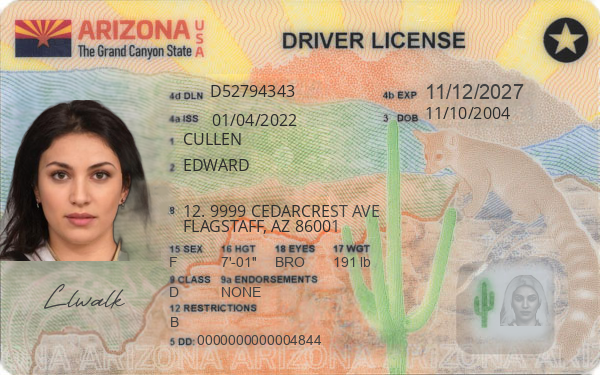 ARIZONA USA
The Grand Canyon State
DRIVER LICENSE
4d DLN D52794343
4b EXP 11/12/2027
4a ISS 01/04/2022
3 DOB 11/10/2004
1 CULLEN
2 EDWARD
8 12. 9999 CEDARCREST AVE
FLAGSTAFF, AZ 86001
15 SEX 16 HGT 18 EYES 17 WGT
F 7'-01" BRO 191 lb
9 CLASS 9a ENDORSEMENTS
D NONE
12 RESTRICTIONS
B
5 DD: 0000000000004844
Clwalk
ARIZONA ARIZONA ARIZONA ARIZONA